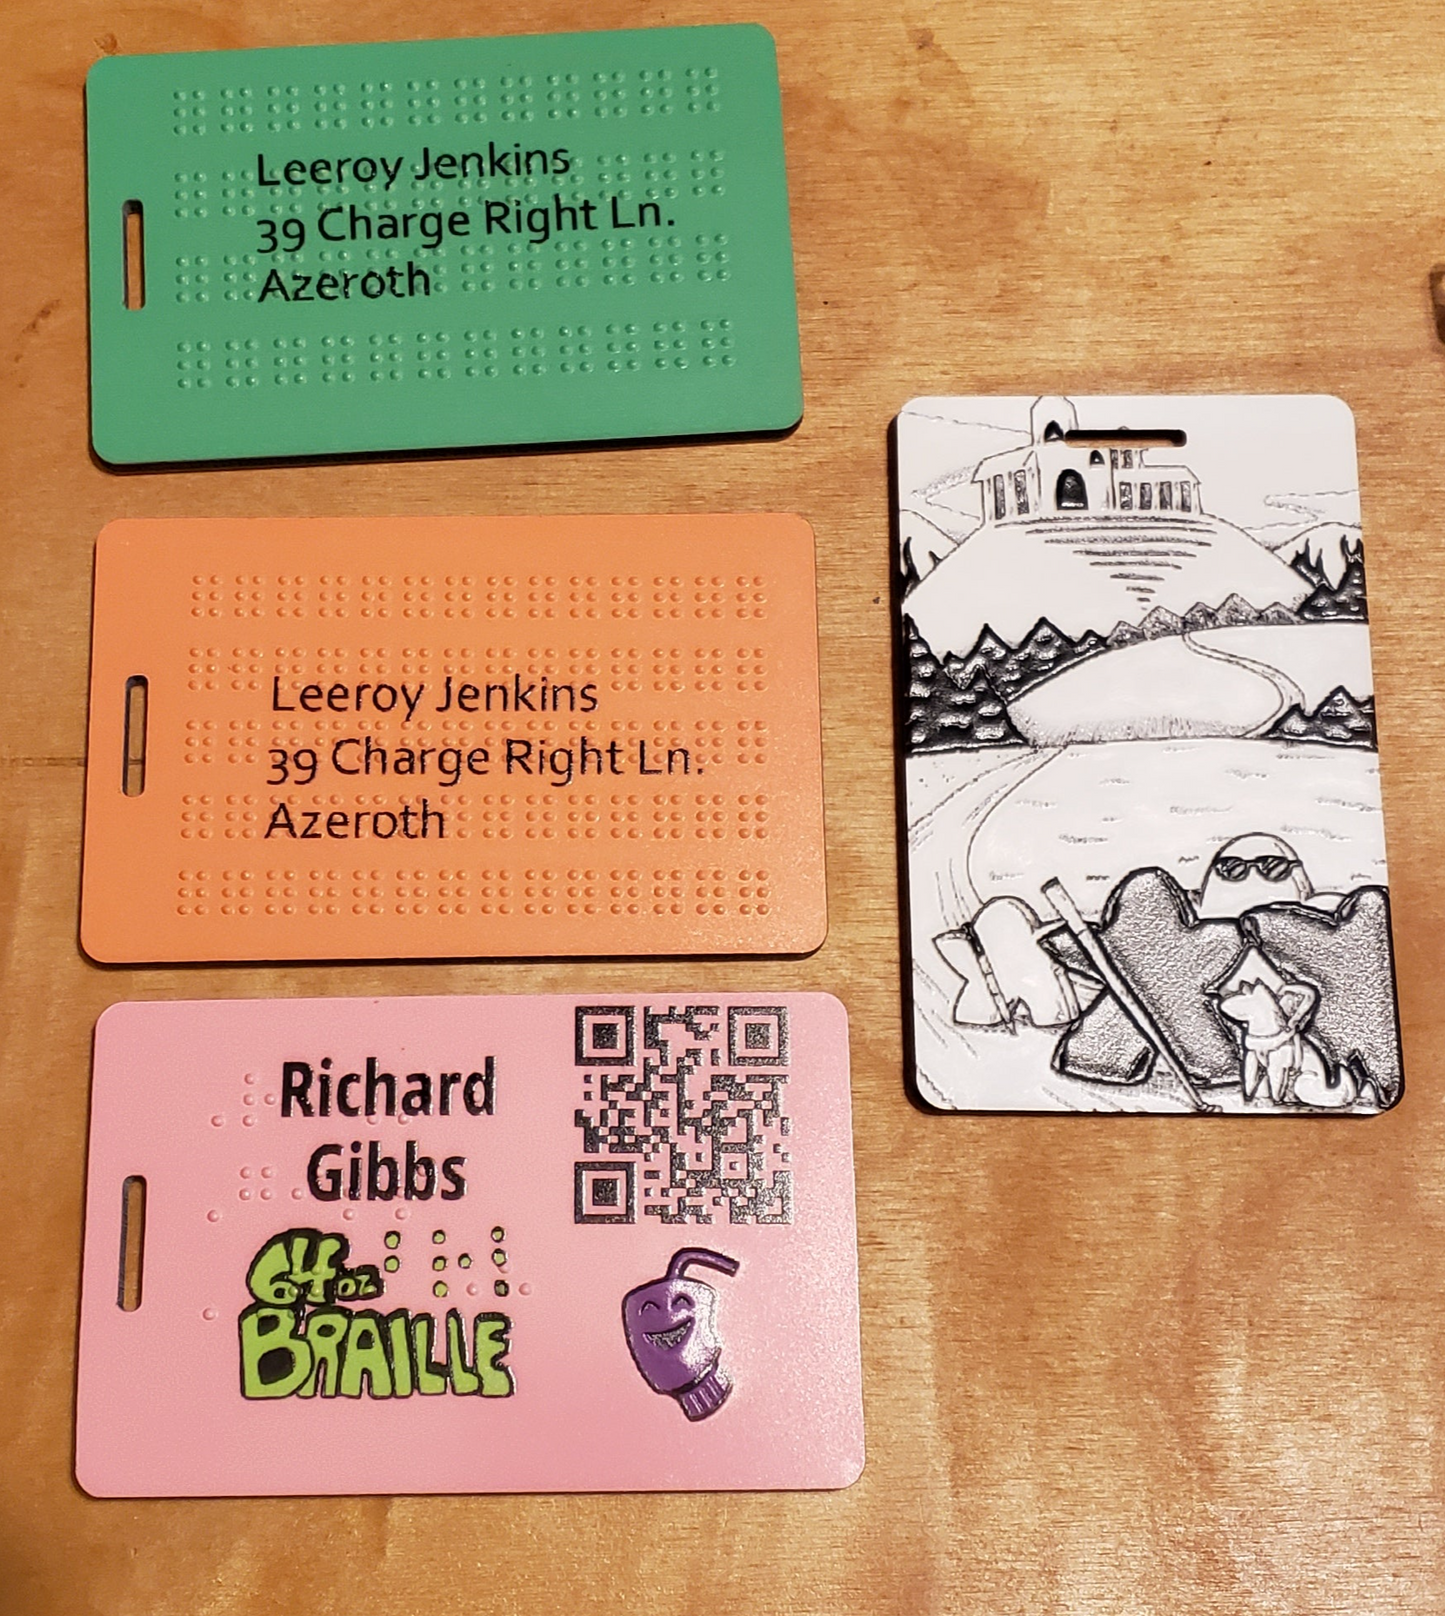 Leeroy Jenkins
39 Charge Right Ln.
Azeroth
Leeroy Jenkins
39 Charge Right Ln.
Azeroth
Richard
Gibbs
64oz
BRAILLE